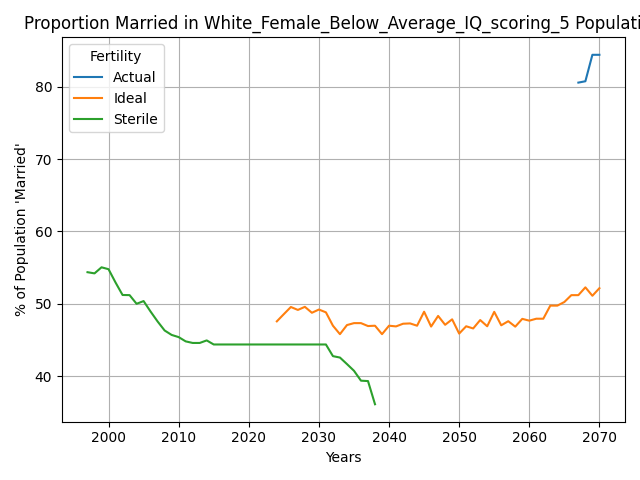 Proportion Married in White_Female_Below_Average_IQ_scoring_5 Populati
Fertility
Actual
Ideal
Sterile
% of Population 'Married'
80
70
60
50
40
2000 2010 2020 2030 2040 2050 2060 2070
Years